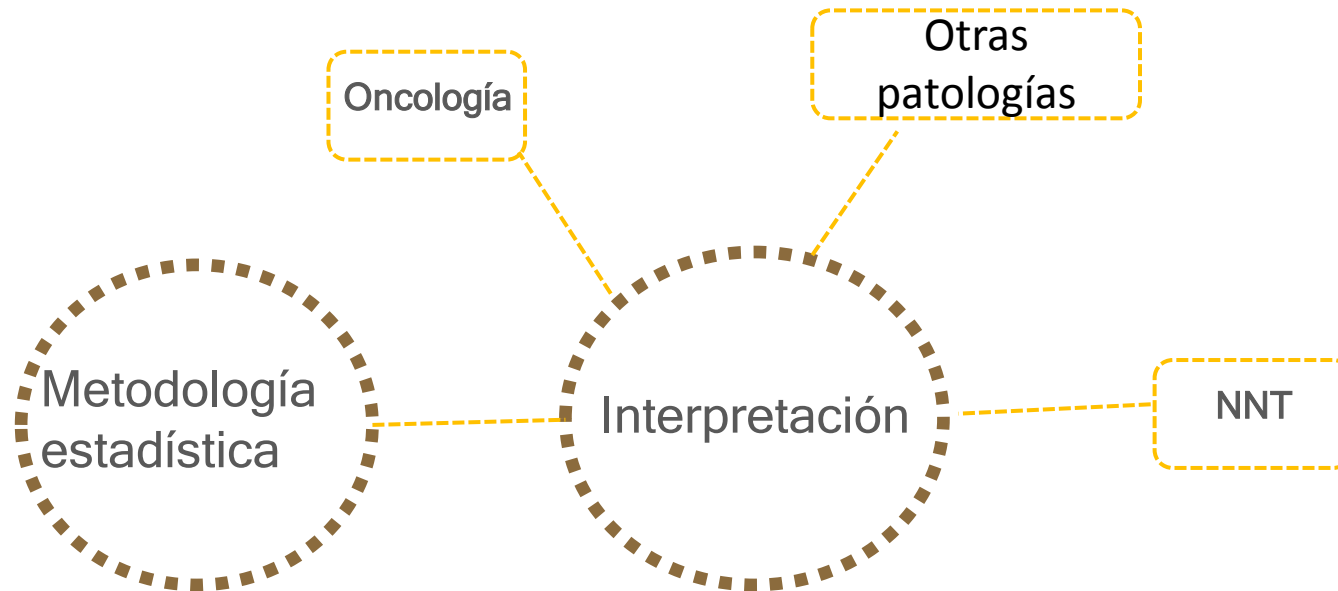 Otras
patologías
Oncología
Metodología
estadística
Interpretación
NNT